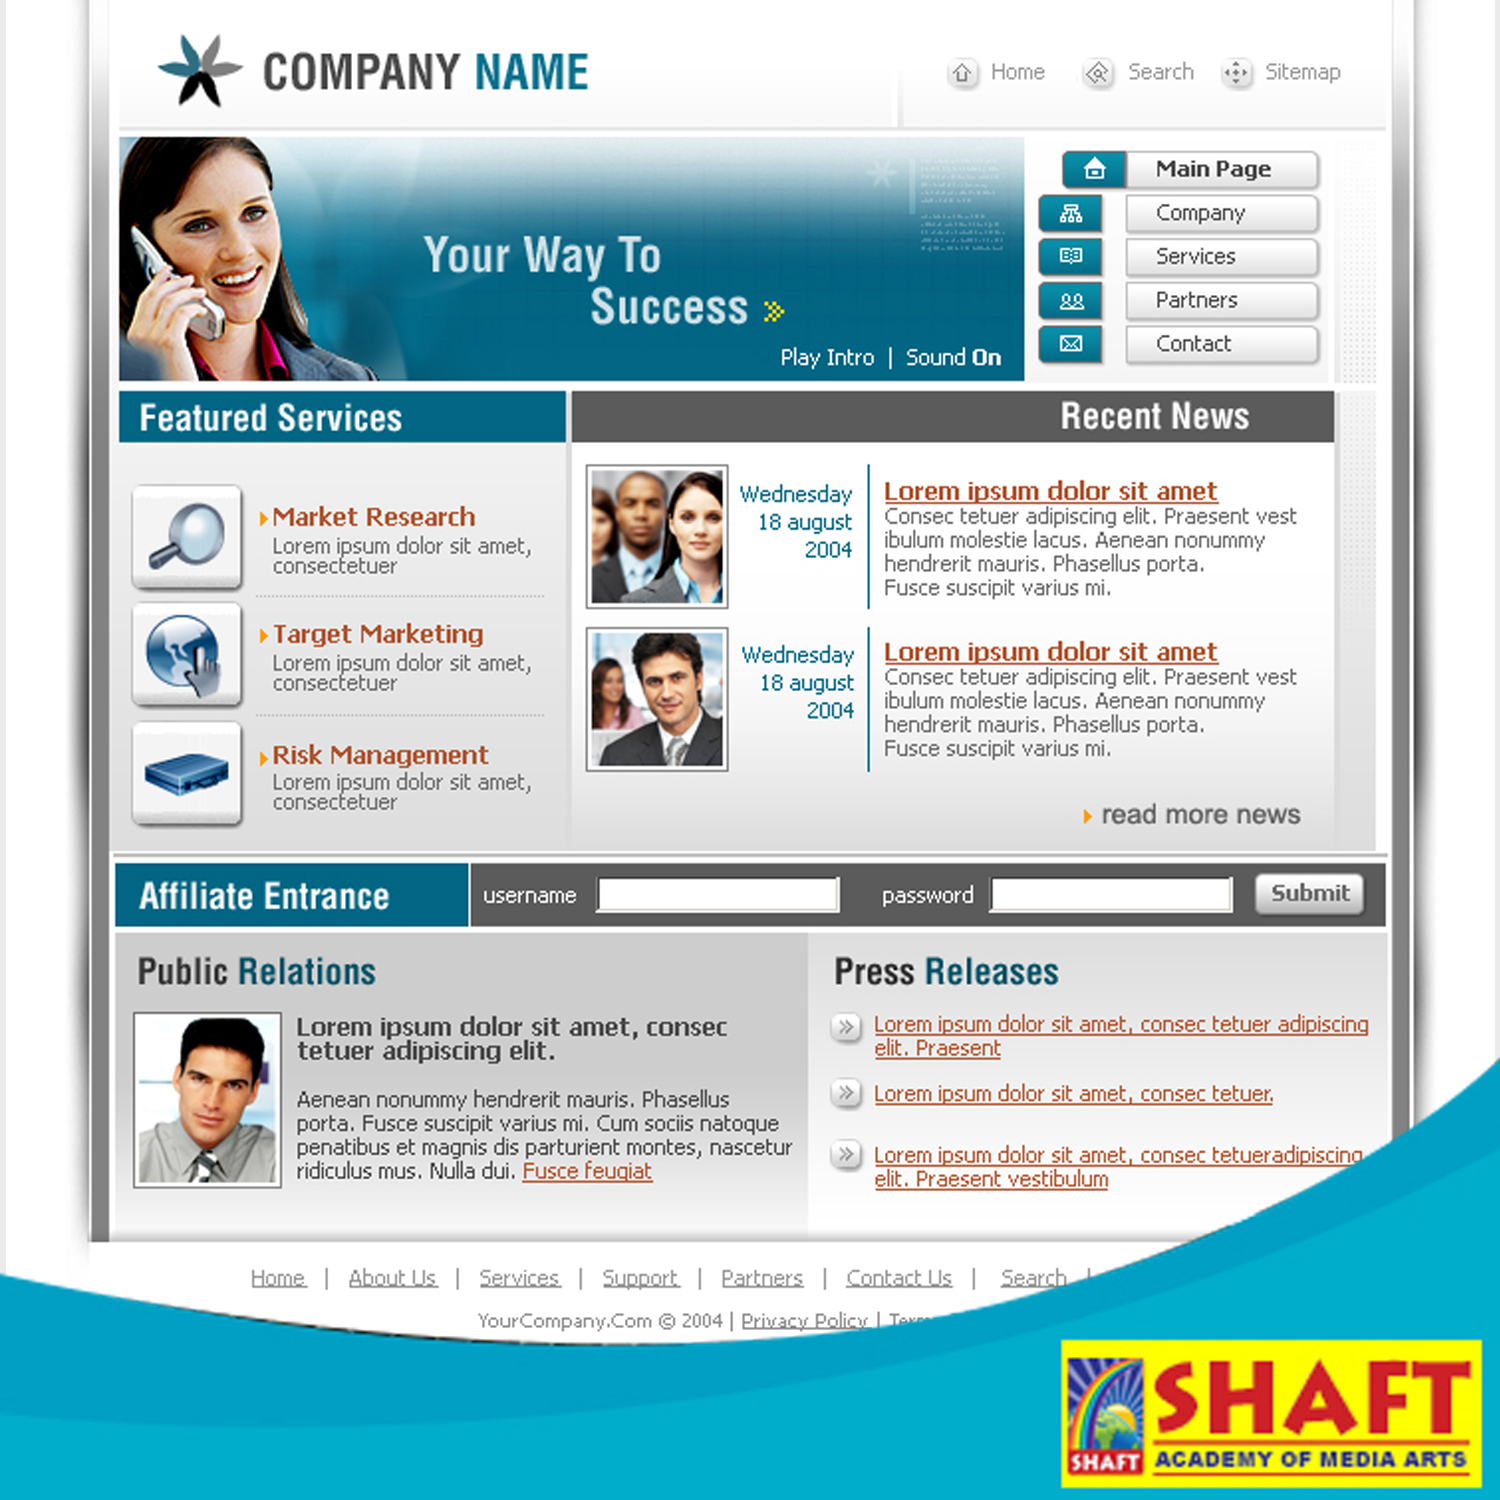 COMPANY NAME
Home
Search
Sitemap
Your Way To
Success
Play Intro | Sound On
Main Page
Company
Services
Partners
Contact
Featured Services
Market Research
Lorem ipsum dolor sit amet,
consectetuer
Target Marketing
Lorem ipsum dolor sit amet,
consectetuer
Risk Management
Lorem ipsum dolor sit amet,
consectetuer
Recent News
Wednesday
18 august
2004
Lorem ipsum dolor sit amet
Consec tetuer adipiscing elit. Praesent vest
ibulum molestie lacus. Aenean nonummy
hendrerit mauris. Phasellus porta.
Fusce suscipit varius mi.
Wednesday
18 august
2004
Lorem ipsum dolor sit amet
Consec tetuer adipiscing elit. Praesent vest
ibulum molestie lacus. Aenean nonummy
hendrerit mauris. Phasellus porta.
Fusce suscipit varius mi.
read more news
Affiliate Entrance
username
password
Submit
Public Relations
Lorem ipsum dolor sit amet, consec
tetuer adipiscing elit.
Aenean nonummy hendrerit mauris. Phasellus
porta. Fusce suscipit varius mi. Cum sociis natoque
penatibus et magnis dis parturient montes, nascetur
ridiculus mus. Nulla dui. Fusce feugiat
Press Releases
Lorem ipsum dolor sit amet, consec tetuer adipiscing
elit. Praesent
Lorem ipsum dolor sit amet, consec tetuer.
Lorem ipsum dolor sit amet, consec tetueradipiscing
elit. Praesent vestibulum
Home | About Us | Services | Support | Partners | Contact Us | Search |
YourCompany.Com © 2004 | Privacy Policy |
SHAFT
SHAFT
ACADEMY OF MEDIA ARTS